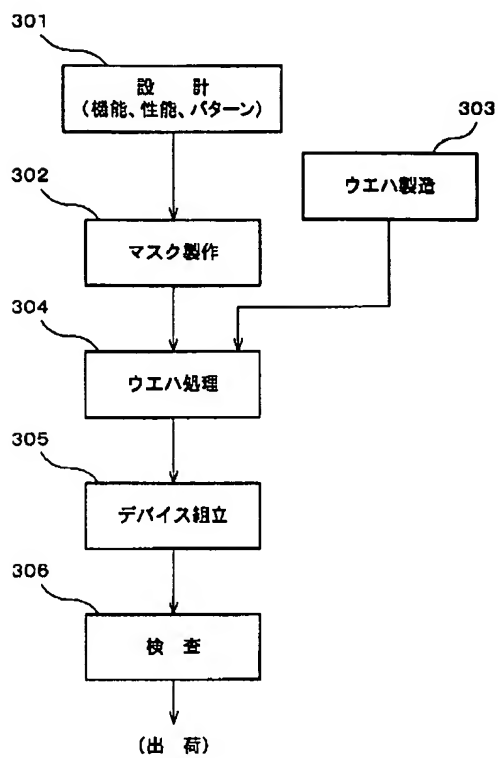 301
設 計
(機能、性能、パターン)
303
ウエハ製造
302
マスク製作
304
ウエハ処理
305
デバイス組立
306
検 査
(出 荷)